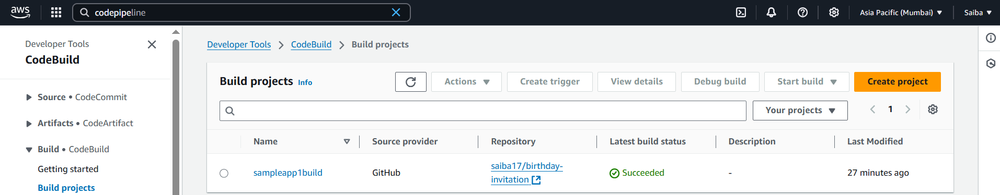 aws
codepipeline
Asia Pacific (Mumbai)
Saiba
Developer Tools
CodeBuild
Source • CodeCommit
Artifacts • CodeArtifact
Build • CodeBuild
Getting started
Build projects
Developer Tools > CodeBuild > Build projects
Build projects Info
Actions
Create trigger
View details
Debug build
Start build
Create project
Your projects
1
Name
Source provider
Repository
Latest build status
Description
Last Modified
sampleapp1build
GitHub
saiba17/birthday-
invitation
Succeeded
-
27 minutes ago